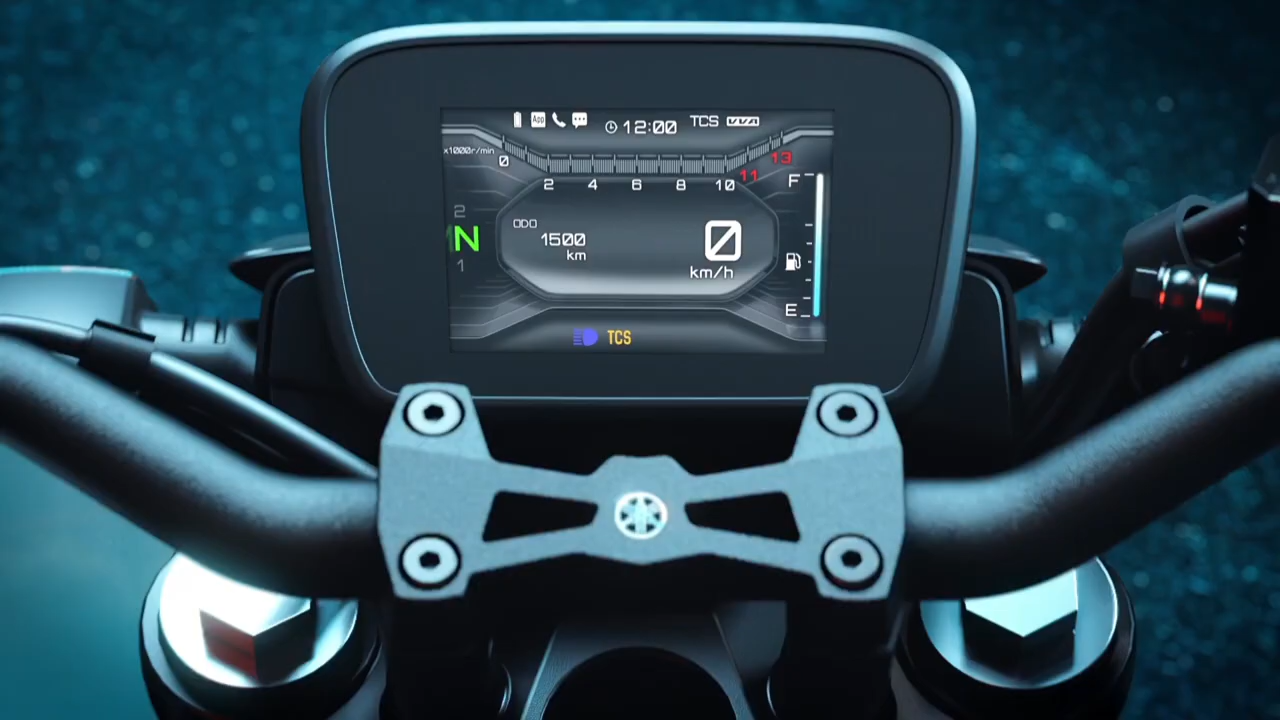 App 12:00 TCS VVA
x1000r/min
0 2 4 6 8 10 11 13
F
2
N
1
ODO
1500
km
0
km/h
E
TCS